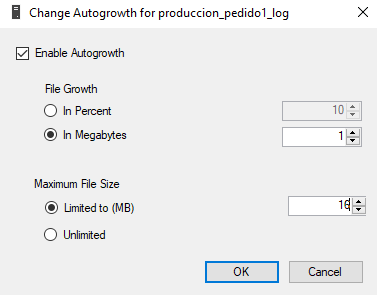 Change Autogrowth for produccion_pedido1_log
Enable Autogrowth
File Growth
In Percent 10
In Megabytes 1
Maximum File Size
Limited to (MB) 16
Unlimited
OK Cancel